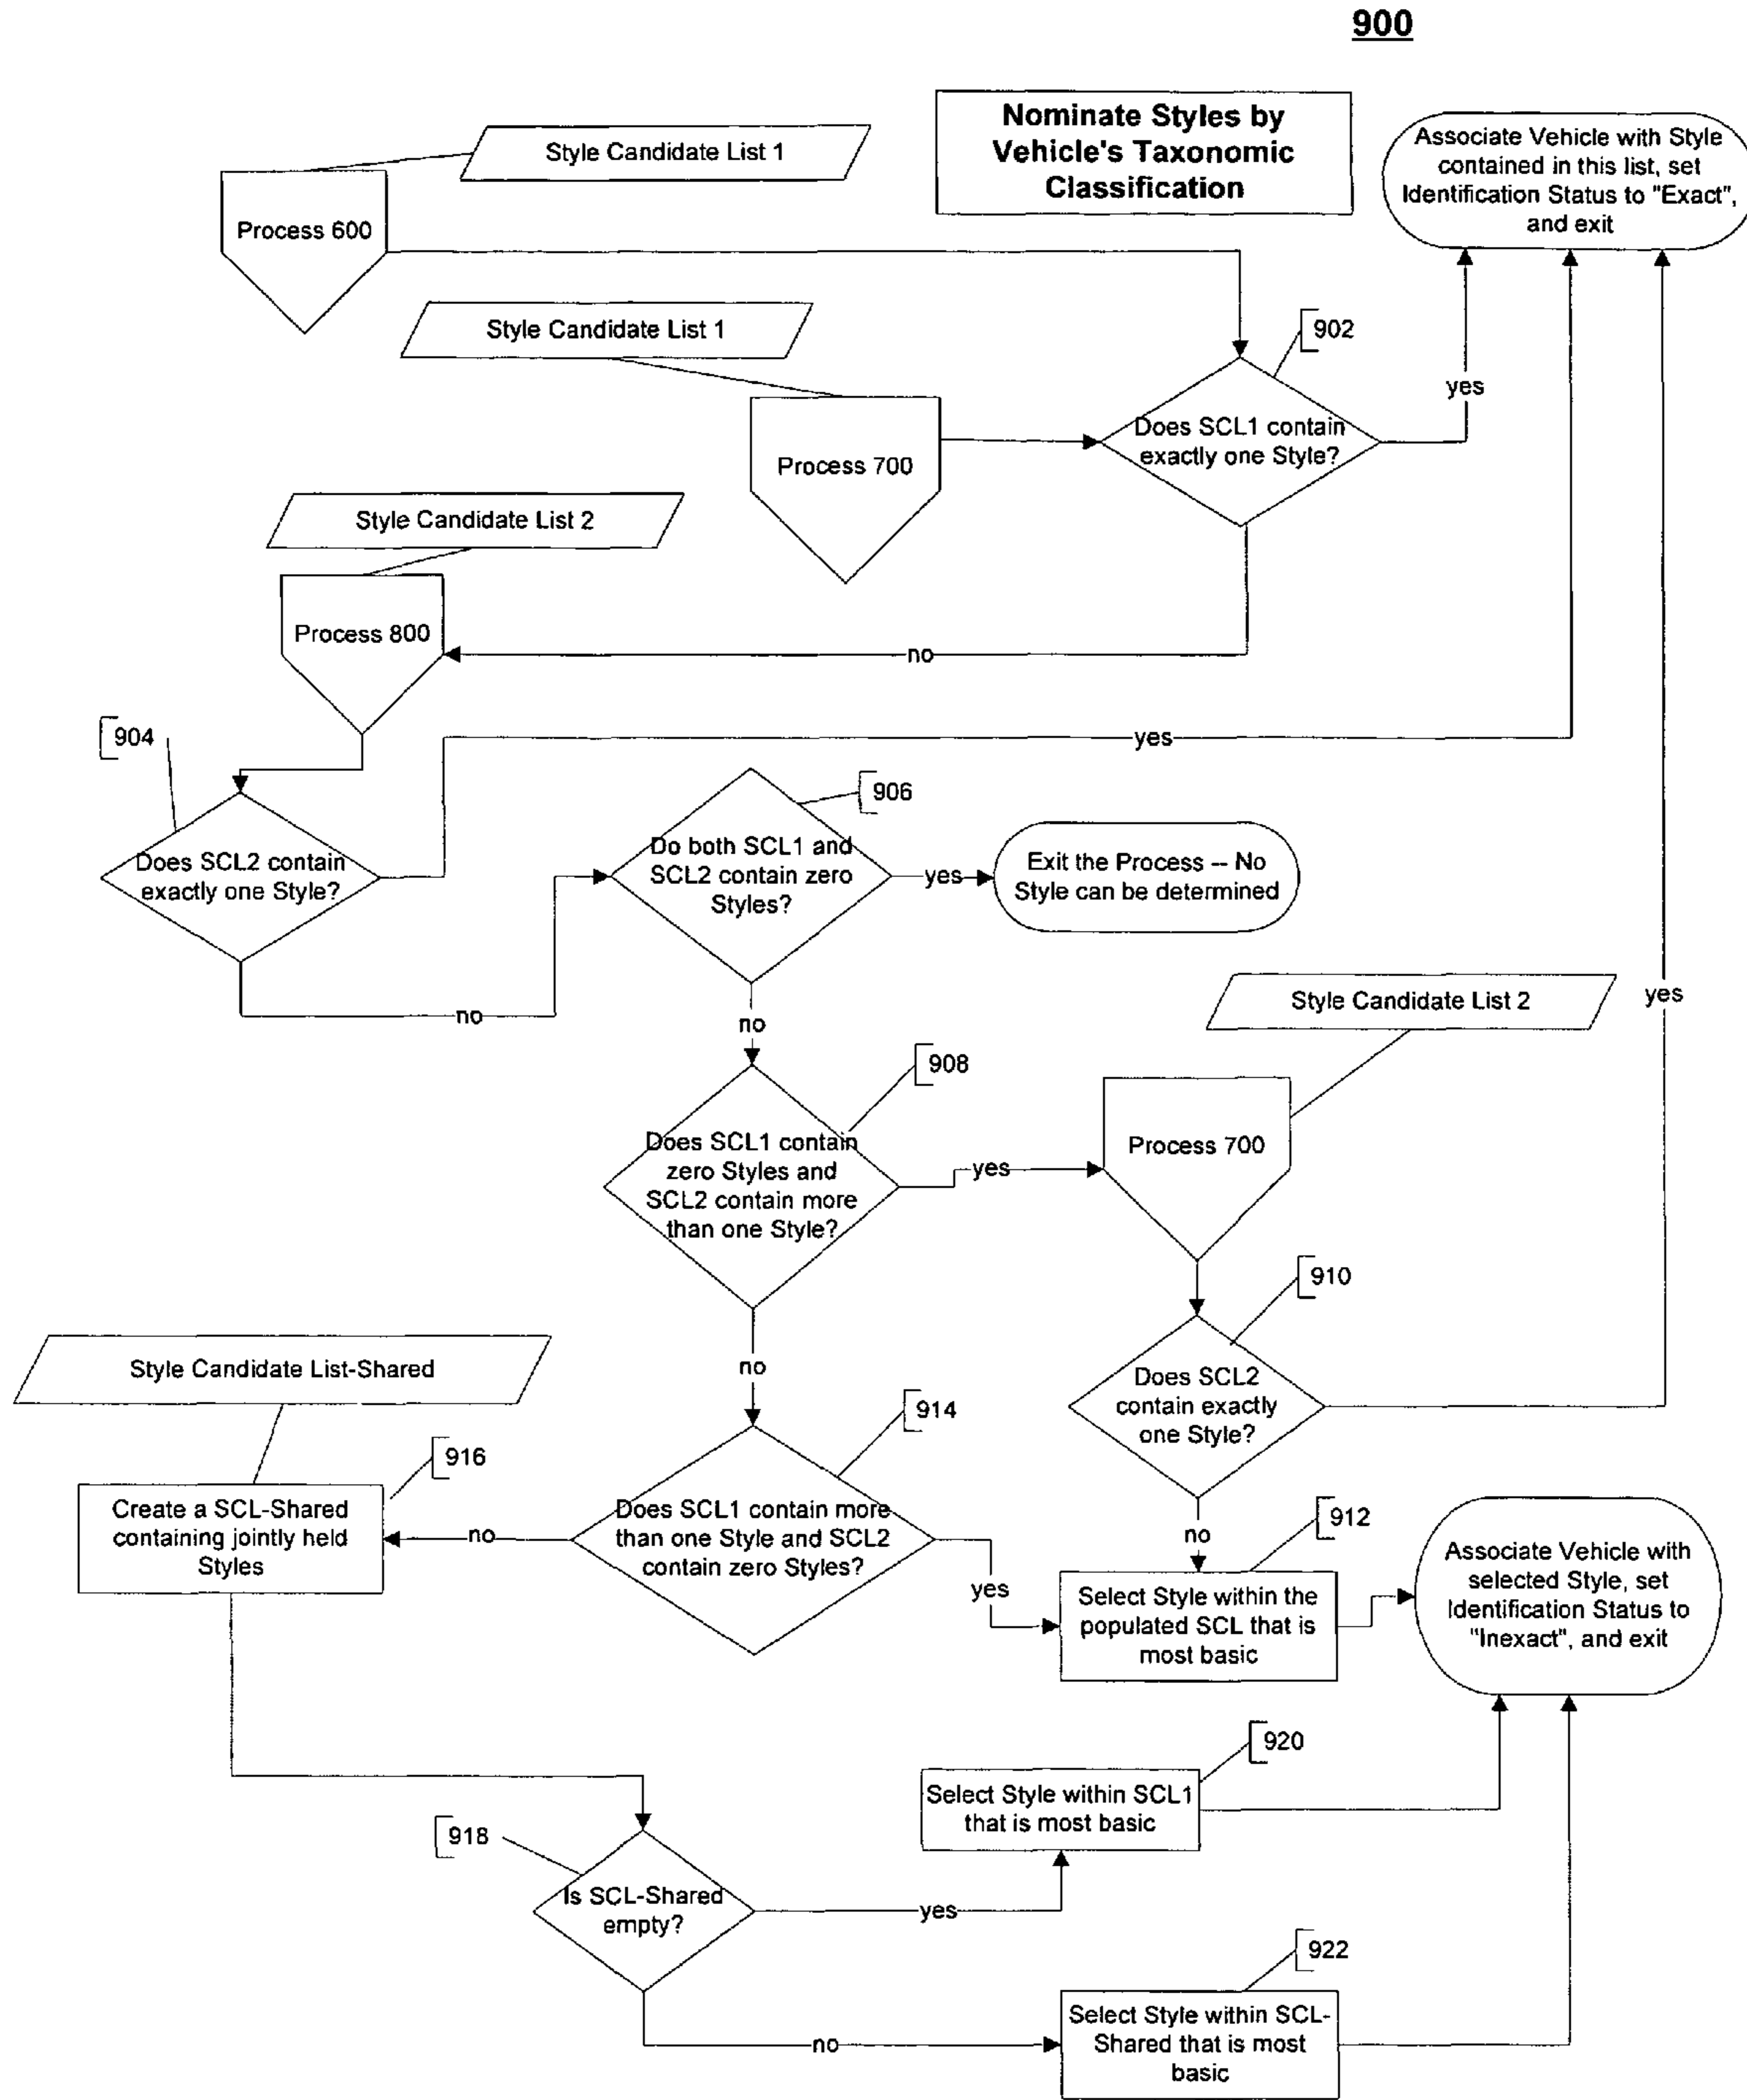 900
Nominate Styles by
Vehicle's Taxonomic
Classification
Associate Vehicle with Style
contained in this list, set
Identification Status to "Exact",
and exit
Style Candidate List 1
Process 600
Style Candidate List 1
902
yes
Does SCL1 contain
exactly one Style?
Process 700
Style Candidate List 2
Process 800
no
904
yes
906
Does SCL2 contain
exactly one Style?
Do both SCL1 and
SCL2 contain zero
Styles?
yes
Exit the Process -- No
Style can be determined
no
no
Style Candidate List 2
yes
908
Does SCL1 contain
zero Styles and
SCL2 contain more
than one Style?
yes
Process 700
910
no
Style Candidate List-Shared
Does SCL2
contain exactly
one Style?
914
916
Create a SCL-Shared
containing jointly held
Styles
no
Does SCL1 contain more
than one Style and SCL2
contain zero Styles?
yes
no
912
Select Style within the
populated SCL that is
most basic
Associate Vehicle with
selected Style, set
Identification Status to
"Inexact", and exit
920
Select Style within SCL1
that is most basic
918
Is SCL-Shared
empty?
yes
922
no
Select Style within SCL-
Shared that is most
basic